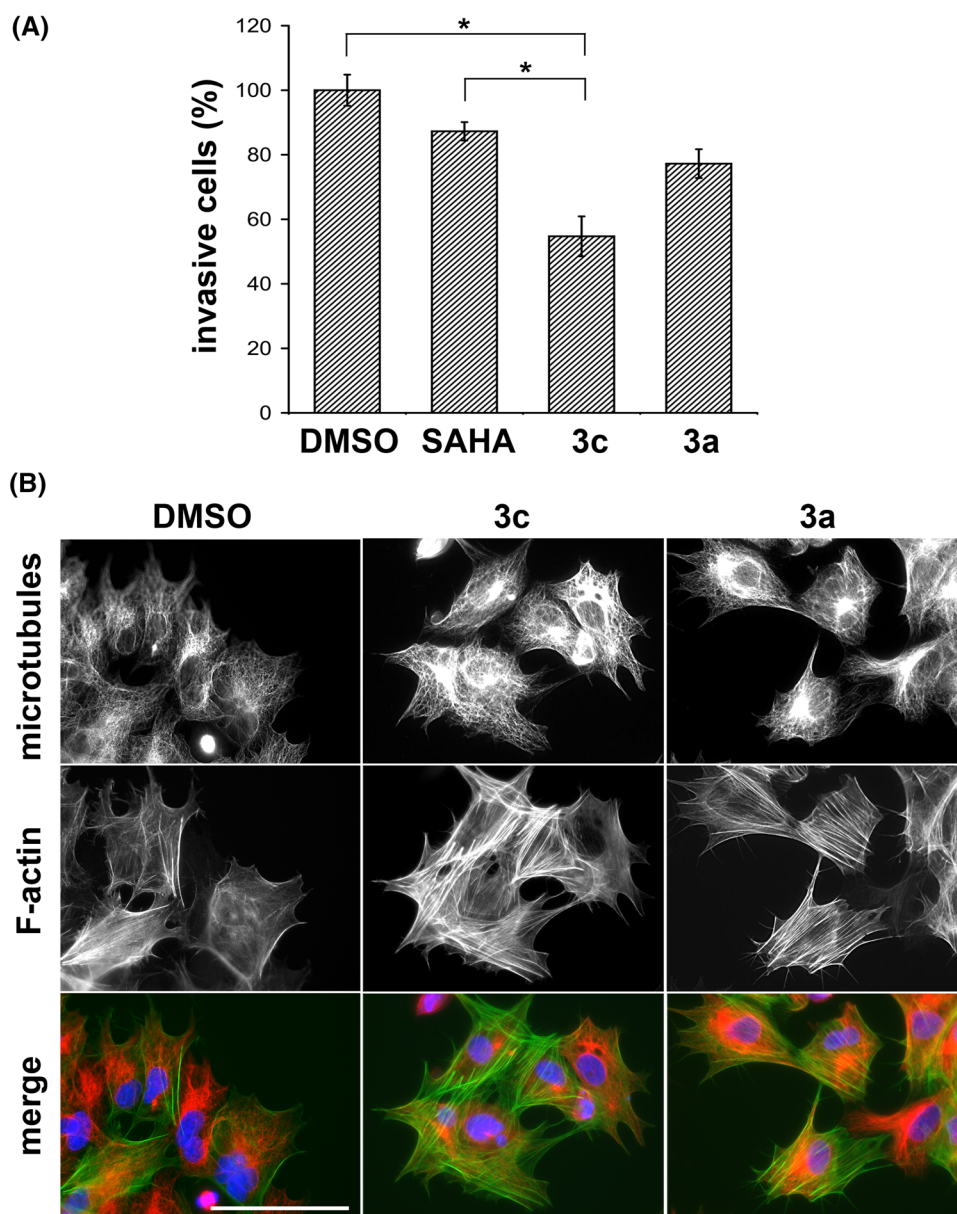 (A)
invasive cells (%)
120
100
80
60
40
20
0
*
*
DMSO SAHA 3c 3a
(B)
DMSO 3c 3a
microtubules
F-actin
merge